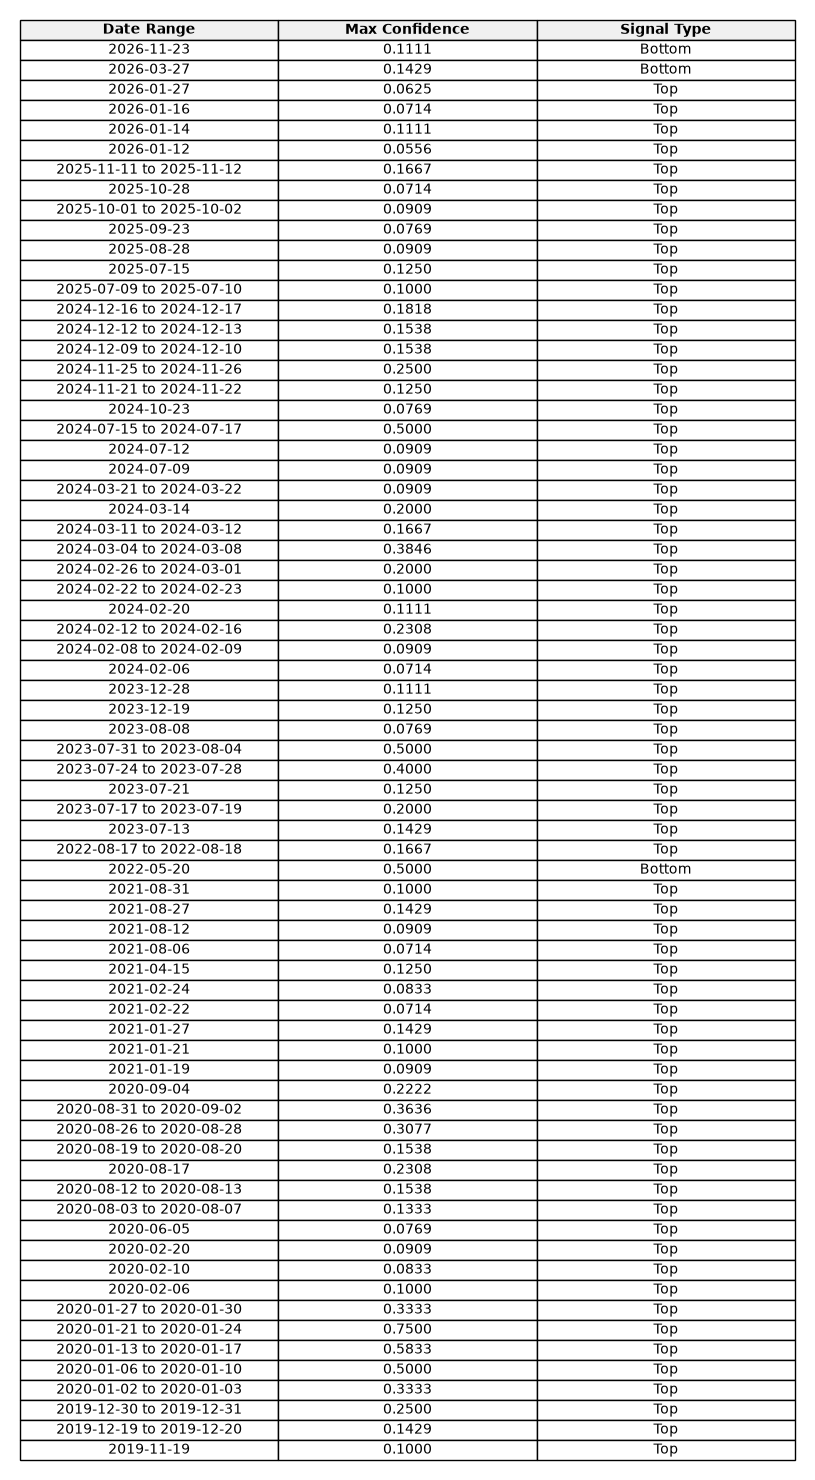 Date Range Max Confidence Signal Type
2026-11-23 0.1111 Bottom
2026-03-27 0.1429 Bottom
2026-01-27 0.0625 Top
2026-01-16 0.0714 Top
2026-01-14 0.1111 Top
2026-01-12 0.0556 Top
2025-11-11 to 2025-11-12 0.1667 Top
2025-10-28 0.0714 Top
2025-10-01 to 2025-10-02 0.0909 Top
2025-09-23 0.0769 Top
2025-08-28 0.0909 Top
2025-07-15 0.1250 Top
2025-07-09 to 2025-07-10 0.1000 Top
2024-12-16 to 2024-12-17 0.1818 Top
2024-12-12 to 2024-12-13 0.1538 Top
2024-12-09 to 2024-12-10 0.1538 Top
2024-11-25 to 2024-11-26 0.2500 Top
2024-11-21 to 2024-11-22 0.1250 Top
2024-10-23 0.0769 Top
2024-07-15 to 2024-07-17 0.5000 Top
2024-07-12 0.0909 Top
2024-07-09 0.0909 Top
2024-03-21 to 2024-03-22 0.0909 Top
2024-03-14 0.2000 Top
2024-03-11 to 2024-03-12 0.1667 Top
2024-03-04 to 2024-03-08 0.3846 Top
2024-02-26 to 2024-03-01 0.2000 Top
2024-02-22 to 2024-02-23 0.1000 Top
2024-02-20 0.1111 Top
2024-02-12 to 2024-02-16 0.2308 Top
2024-02-08 to 2024-02-09 0.0909 Top
2024-02-06 0.0714 Top
2023-12-28 0.1111 Top
2023-12-19 0.1250 Top
2023-08-08 0.0769 Top
2023-07-31 to 2023-08-04 0.5000 Top
2023-07-24 to 2023-07-28 0.4000 Top
2023-07-21 0.1250 Top
2023-07-17 to 2023-07-19 0.2000 Top
2023-07-13 0.1429 Top
2022-08-17 to 2022-08-18 0.1667 Top
2022-05-20 0.5000 Bottom
2021-08-31 0.1000 Top
2021-08-27 0.1429 Top
2021-08-12 0.0909 Top
2021-08-06 0.0714 Top
2021-04-15 0.1250 Top
2021-02-24 0.0833 Top
2021-02-22 0.0714 Top
2021-01-27 0.1429 Top
2021-01-21 0.1000 Top
2021-01-19 0.0909 Top
2020-09-04 0.2222 Top
2020-08-31 to 2020-09-02 0.3636 Top
2020-08-26 to 2020-08-28 0.3077 Top
2020-08-19 to 2020-08-20 0.1538 Top
2020-08-17 0.2308 Top
2020-08-12 to 2020-08-13 0.1538 Top
2020-08-03 to 2020-08-07 0.1333 Top
2020-06-05 0.0769 Top
2020-02-20 0.0909 Top
2020-02-10 0.0833 Top
2020-02-06 0.1000 Top
2020-01-27 to 2020-01-30 0.3333 Top
2020-01-21 to 2020-01-24 0.7500 Top
2020-01-13 to 2020-01-17 0.5833 Top
2020-01-06 to 2020-01-10 0.5000 Top
2020-01-02 to 2020-01-03 0.3333 Top
2019-12-30 to 2019-12-31 0.2500 Top
2019-12-19 to 2019-12-20 0.1429 Top
2019-11-19 0.1000 Top